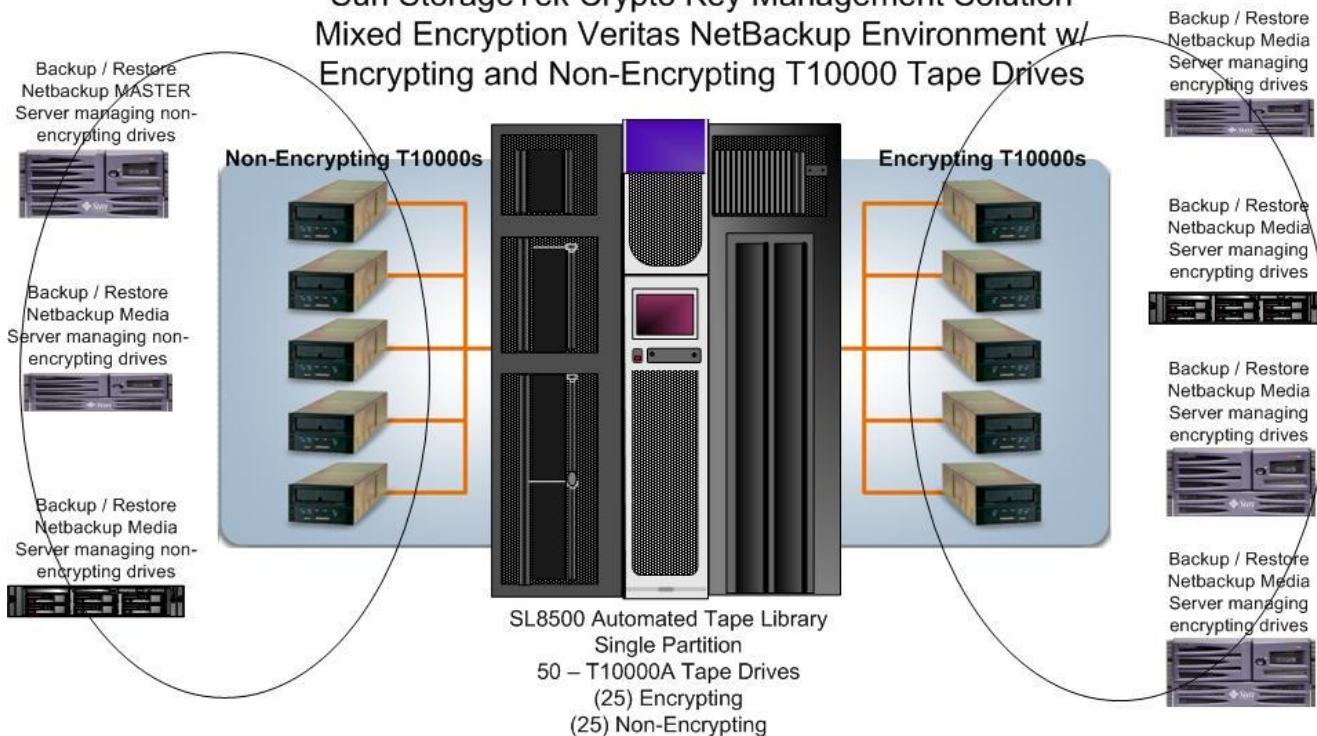 Sun StorageTek Crypto Key Management Solution
Mixed Encryption Veritas NetBackup Environment w/
Encrypting and Non-Encrypting T10000 Tape Drives
Backup / Restore
Netbackup MASTER
Server managing non-
encrypting drives
Backup / Restore
Netbackup Media
Server managing non-
encrypting drives
Backup / Restore
Netbackup Media
Server managing non-
encrypting drives
Non-Encrypting T10000s
Encrypting T10000s
SL8500 Automated Tape Library
Single Partition
50 – T10000A Tape Drives
(25) Encrypting
(25) Non-Encrypting
Backup / Restore
Netbackup Media
Server managing
encrypting drives
Backup / Restore
Netbackup Media
Server managing
encrypting drives
Backup / Restore
Netbackup Media
Server managing
encrypting drives
Backup / Restore
Netbackup Media
Server managing
encrypting drives